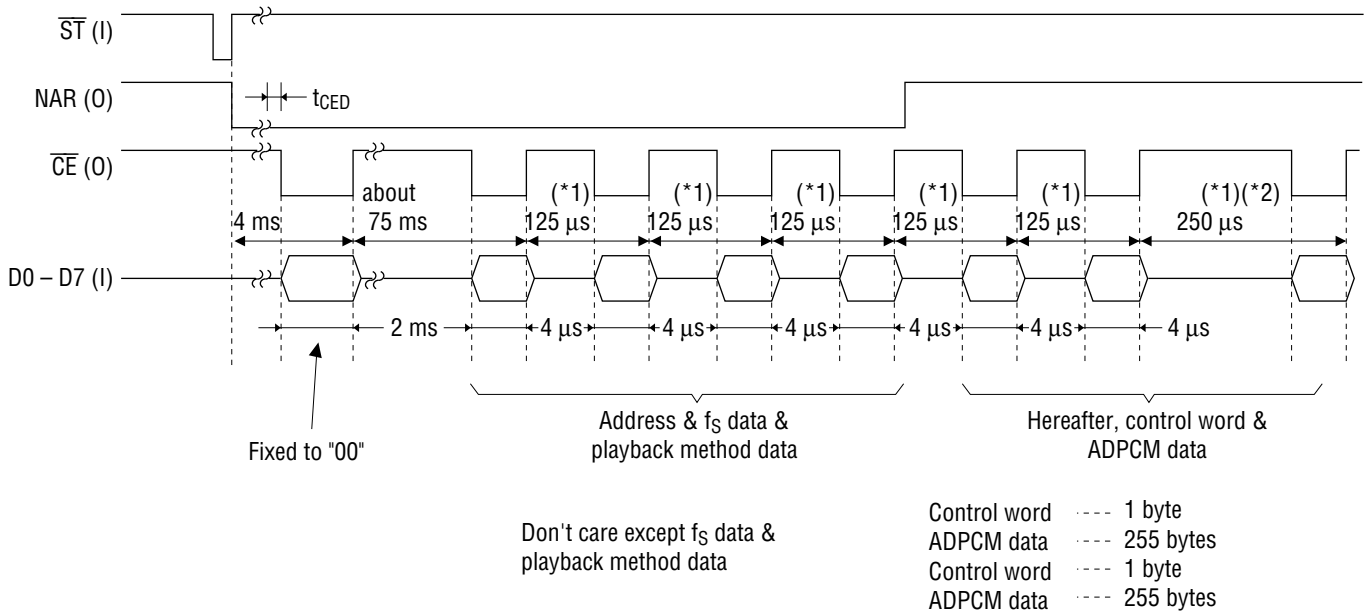 ST (I)
NAR (O)
tCED
CE (O)
about
(*1) (*1) (*1) (*1) (*1) (*1)(*2)
4 ms 75 ms 125 μs 125 μs 125 μs 125 μs 125 μs 250 μs
D0 – D7 (I)
2 ms 4 μs 4 μs 4 μs 4 μs 4 μs 4 μs
Fixed to "00"
Address & fS data &
playback method data
Hereafter, control word &
ADPCM data
Don't care except fS data &
playback method data
Control word ---- 1 byte
ADPCM data ---- 255 bytes
Control word ---- 1 byte
ADPCM data ---- 255 bytes